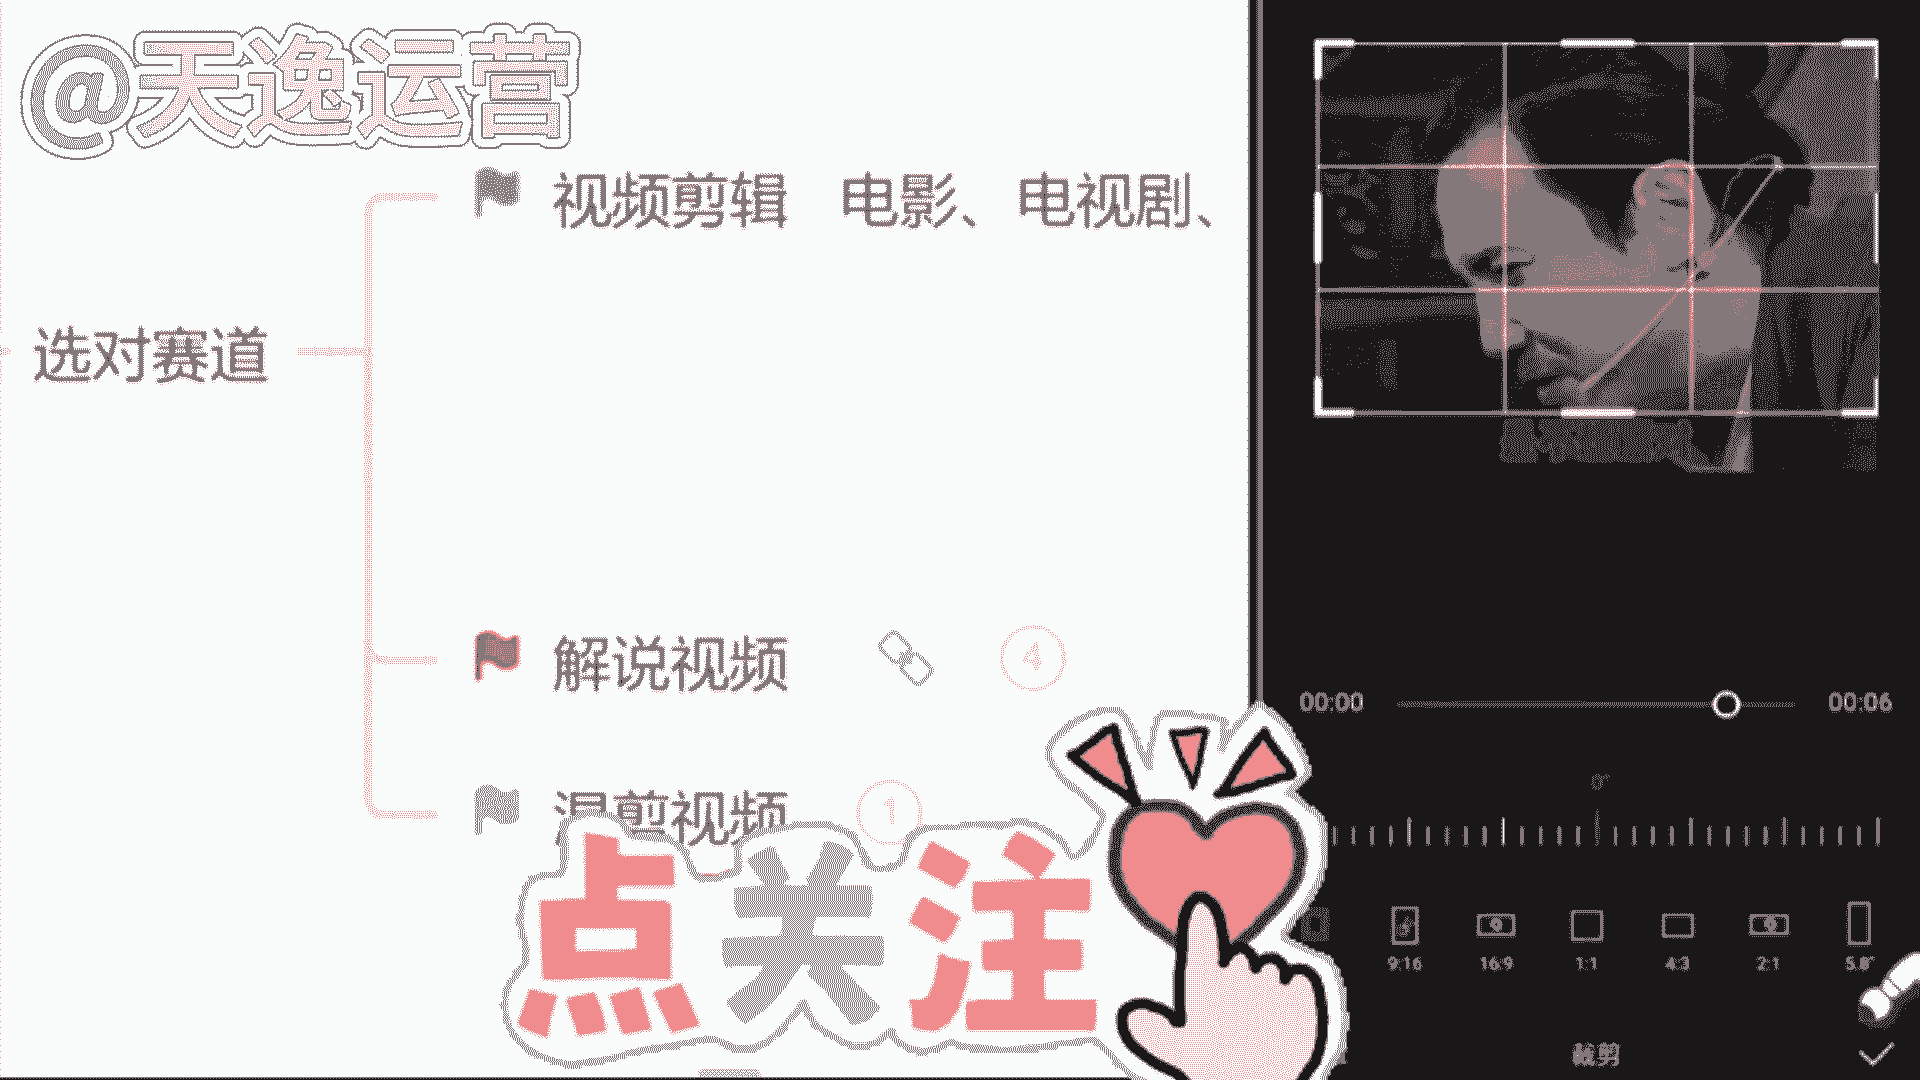 @天逸运营
视频剪辑 电影、电视剧、
选对赛道
解说视频 4
混剪视频 1
点关注
00:00 00:06
0°
9:16 16:9 1:1 4:3 2:1 5.8"
裁剪